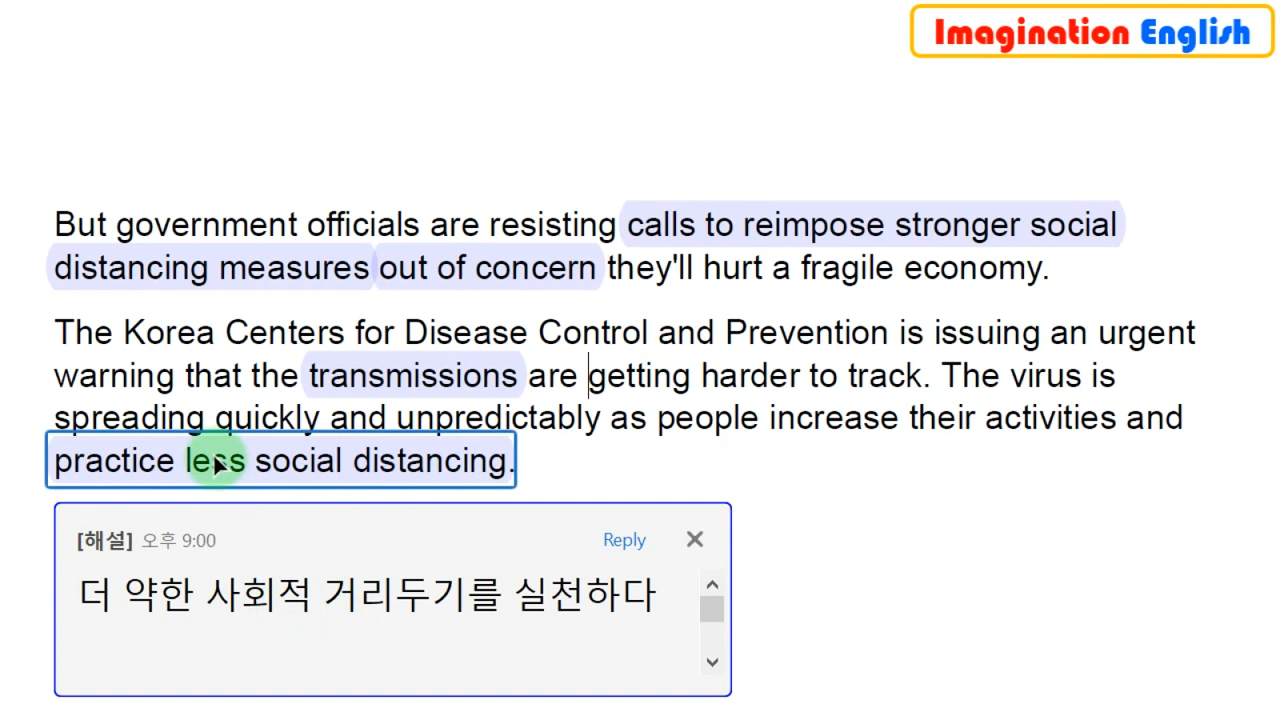 Imagination English
But government officials are resisting calls to reimpose stronger social
distancing measures out of concern they'll hurt a fragile economy.
The Korea Centers for Disease Control and Prevention is issuing an urgent
warning that the transmissions are getting harder to track. The virus is
spreading quickly and unpredictably as people increase their activities and
practice less social distancing.
[해설] 오후 9:00 Reply
더 약한 사회적 거리두기를 실천하다